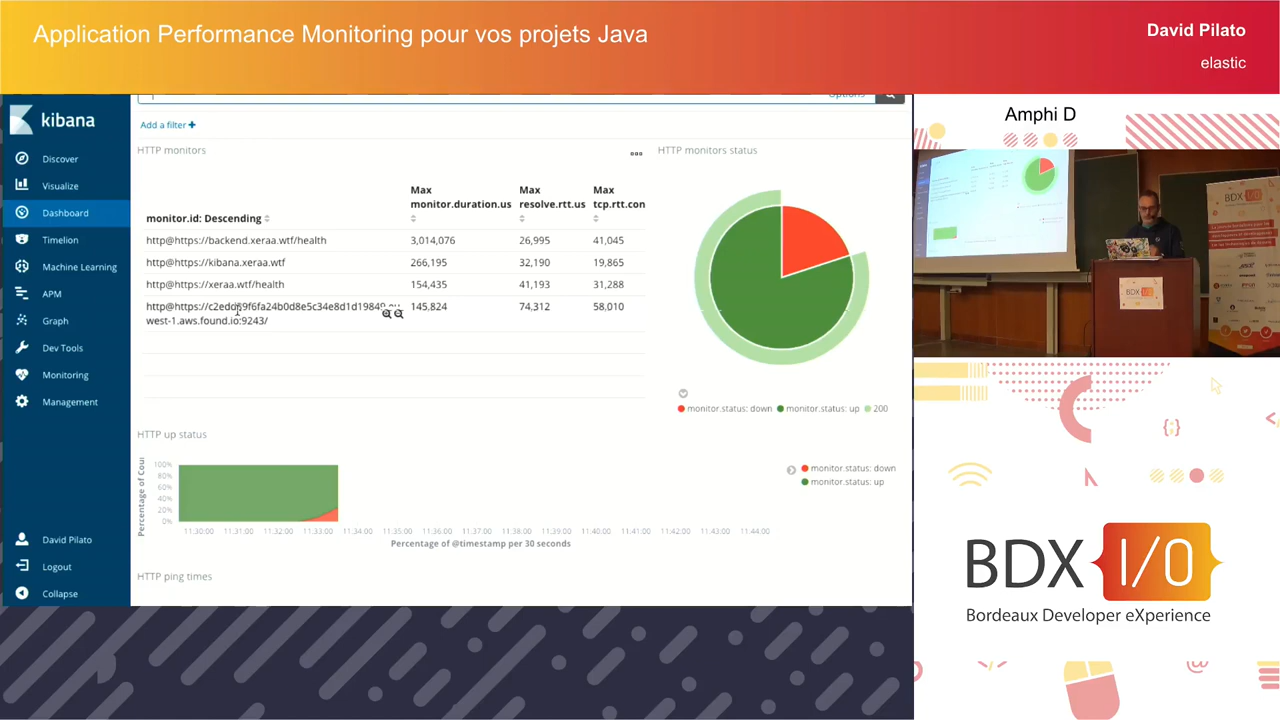 Application Performance Monitoring pour vos projets Java
David Pilato
elastic
Amphi D
kibana
Discover
Visualize
Dashboard
Timelion
Machine Learning
APM
Graph
Dev Tools
Monitoring
Management
David Pilato
Logout
Collapse
Options
Add a filter +
HTTP monitors
monitor.id: Descending
Max monitor.duration.us
Max resolve.rtt.us
Max tcp.rtt.con
http@https://backend.xeraa.wtf/health 3,014,076 26,995 41,045
http@https://kibana.xeraa.wtf 266,195 32,190 19,865
http@https://xeraa.wtf/health 154,435 41,193 31,288
145,824 74,312 58,010
west-1.aws.found.io:9243/
HTTP monitors status
monitor.status: down monitor.status: up 200
HTTP up status
Percentage of Cou
100%
80%
60%
40%
20%
0%
11:30:00 11:31:00 11:32:00 11:33:00 11:34:00 11:35:00 11:36:00 11:37:00 11:38:00 11:39:00 11:40:00 11:41:00 11:42:00 11:43:00 11:44:00
Percentage of @timestamp per 30 seconds
monitor.status: down
monitor.status: up
HTTP ping times
BDX I/O
BDX I/O
BDX I/O
Bordeaux Developer eXperience